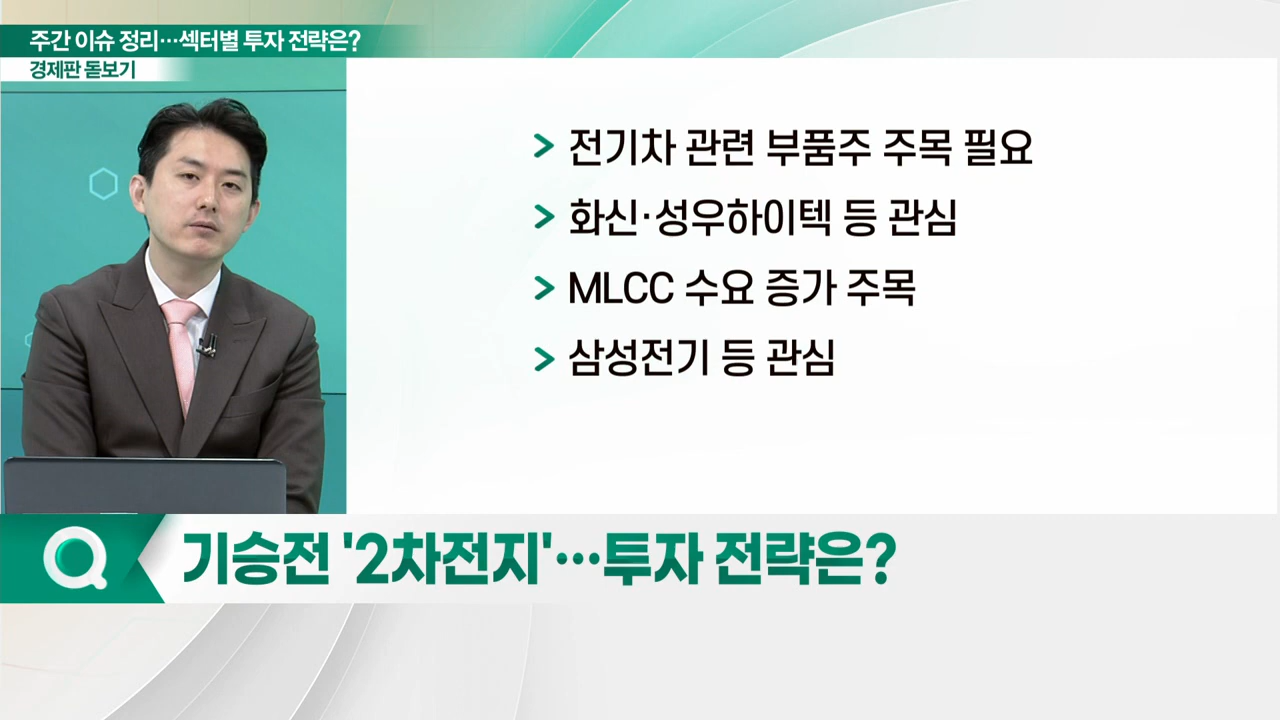 주간 이슈 정리…섹터별 투자 전략은?
경제판 돋보기
> 전기차 관련 부품주 주목 필요
> 화신·성우하이텍 등 관심
> MLCC 수요 증가 주목
> 삼성전기 등 관심
기승전 '2차전지'…투자 전략은?